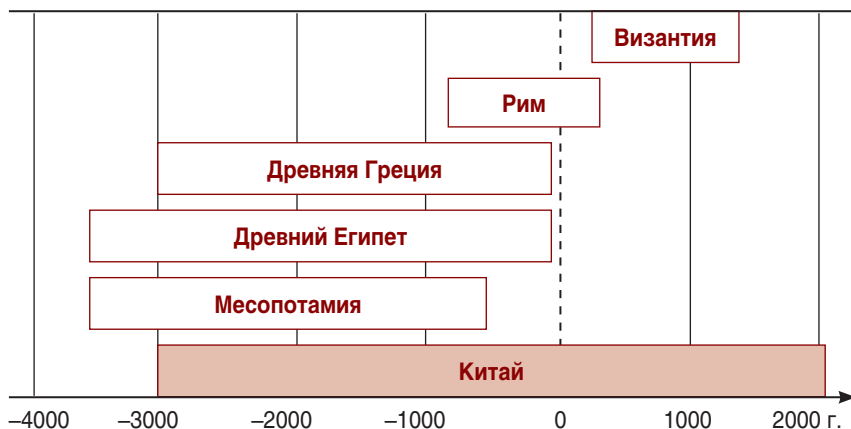 Византия
Рим
Древняя Греция
Древний Египет
Месопотамия
Китай
–4000 –3000 –2000 –1000 0 1000 2000 г.